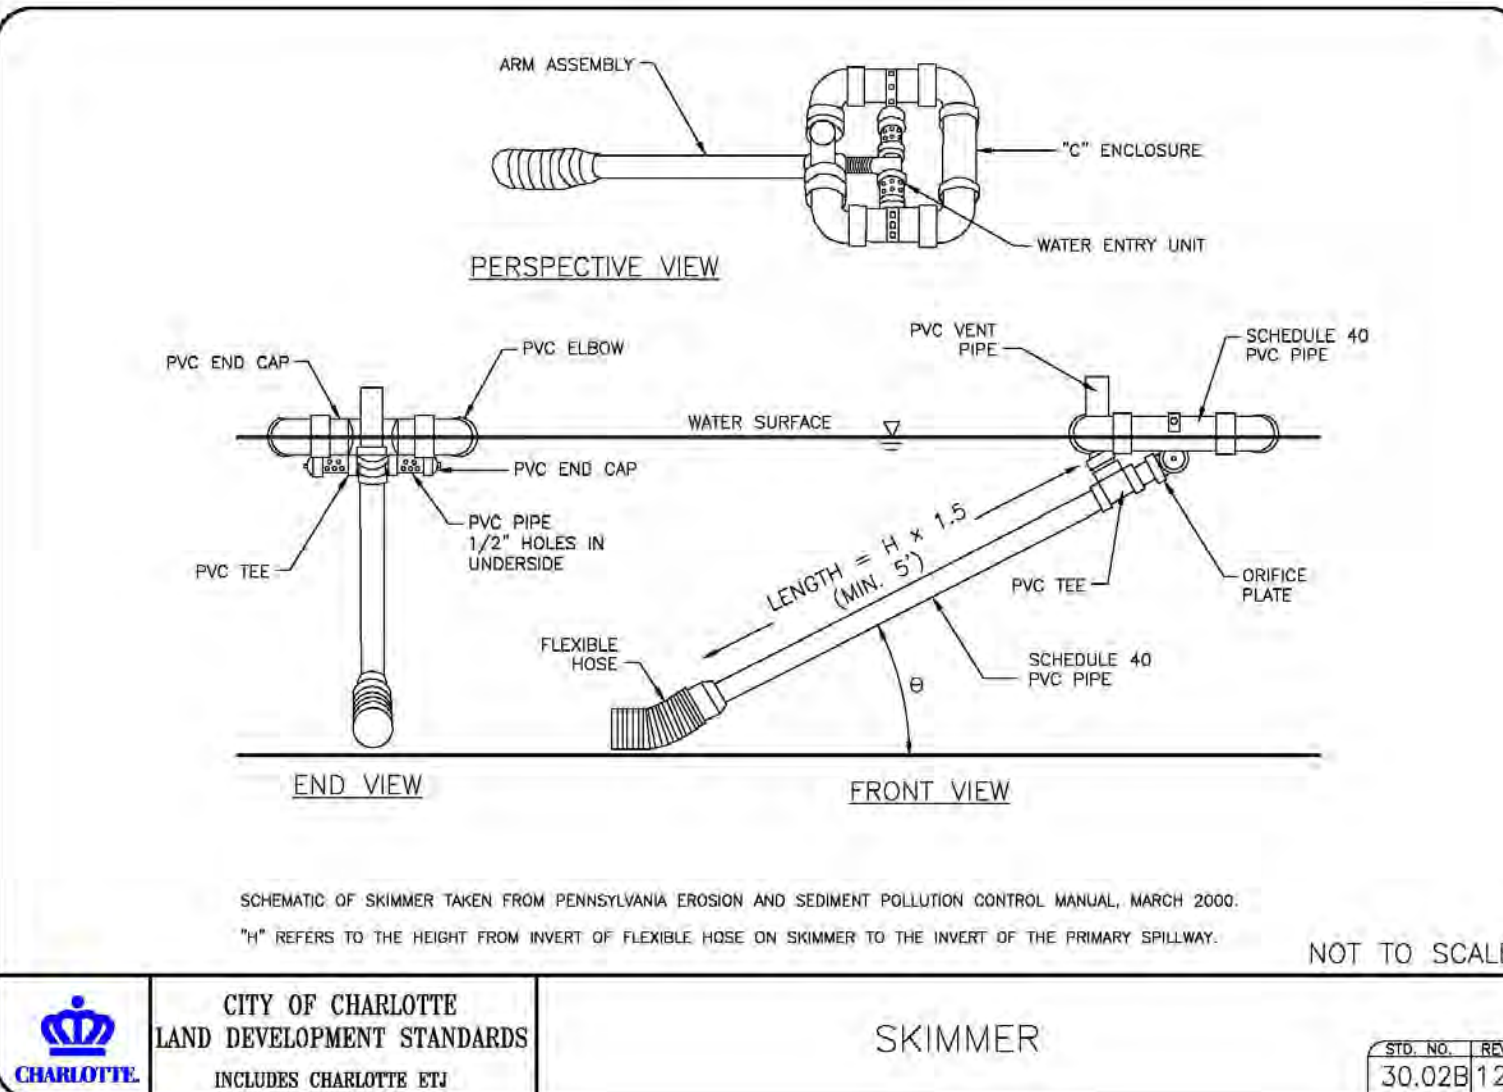 ARM ASSEMBLY
"C" ENCLOSURE
WATER ENTRY UNIT
PERSPECTIVE VIEW
PVC END CAP
PVC ELBOW
WATER SURFACE
PVC VENT
PIPE
SCHEDULE 40
PVC PIPE
PVC END CAP
PVC PIPE
1/2" HOLES IN
UNDERSIDE
PVC TEE
LENGTH = H x 1.5
(MIN. 5')
PVC TEE
ORIFICE
PLATE
FLEXIBLE
HOSE
SCHEDULE 40
PVC PIPE
θ
END VIEW
FRONT VIEW
SCHEMATIC OF SKIMMER TAKEN FROM PENNSYLVANIA EROSION AND SEDIMENT POLLUTION CONTROL MANUAL, MARCH 2000.
"H" REFERS TO THE HEIGHT FROM INVERT OF FLEXIBLE HOSE ON SKIMMER TO THE INVERT OF THE PRIMARY SPILLWAY.
NOT TO SCALE
CHARLOTTE.
CITY OF CHARLOTTE
LAND DEVELOPMENT STANDARDS
INCLUDES CHARLOTTE ETJ
SKIMMER
STD. NO. REV
30.02B 12